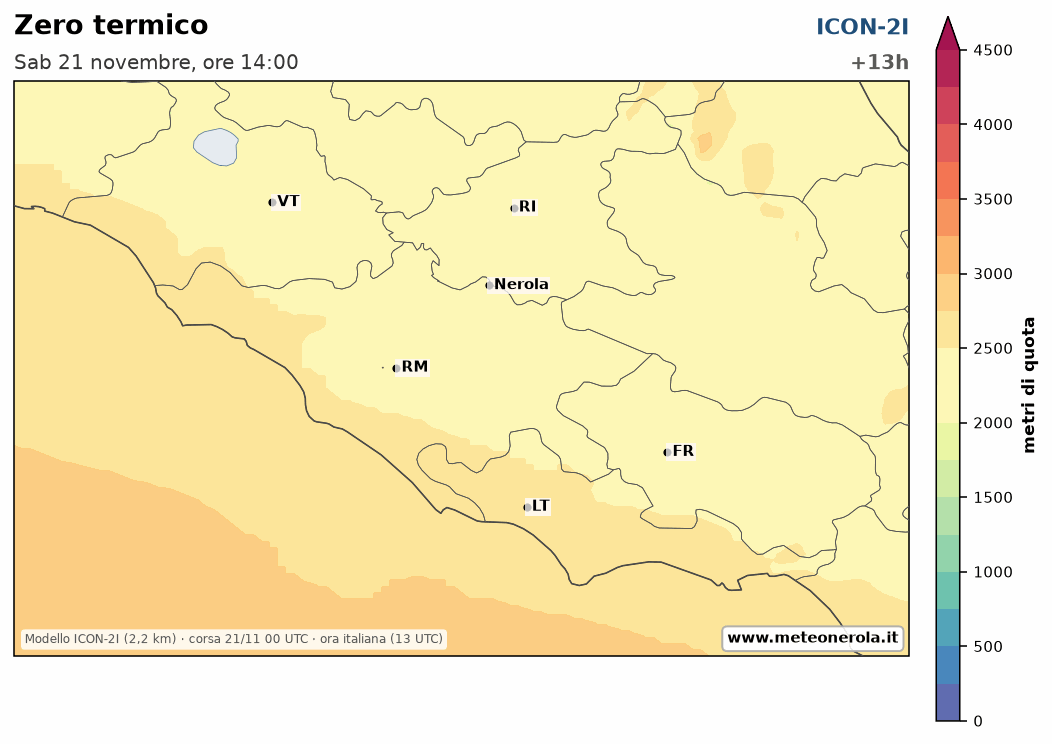 Zero termico
ICON-2I
Sab 21 novembre, ore 14:00
+13h
VT
RI
Nerola
RM
FR
LT
Modello ICON-2I (2,2 km) · corsa 21/11 00 UTC · ora italiana (13 UTC)
www.meteonerola.it
4500
4000
3500
3000
2500
2000
1500
1000
500
0
metri di quota